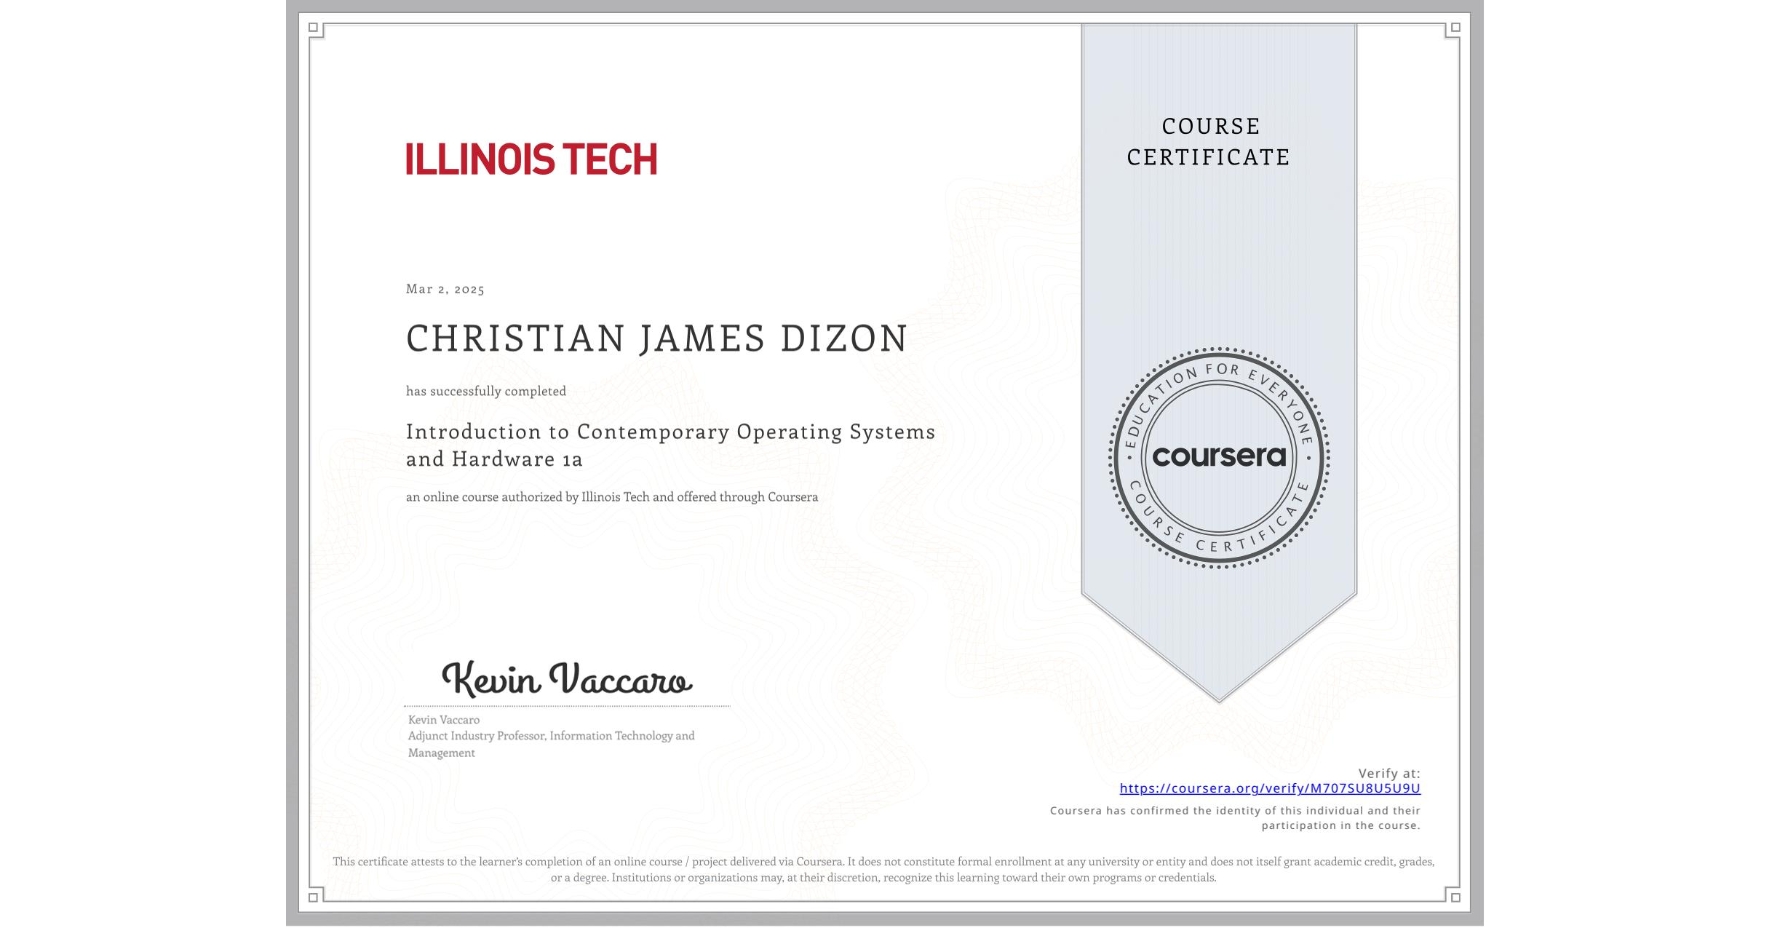 ILLINOIS TECH
COURSE
CERTIFICATE
Mar 2, 2025
CHRISTIAN JAMES DIZON
has successfully completed
Introduction to Contemporary Operating Systems
and Hardware 1a
an online course authorized by Illinois Tech and offered through Coursera
EDUCATION FOR EVERYONE
coursera
COURSE CERTIFICATE
Kevin Vaccaro
Kevin Vaccaro
Adjunct Industry Professor, Information Technology and
Management
Verify at:
https://coursera.org/verify/M707SU8U5U9U
Coursera has confirmed the identity of this individual and their
participation in the course.
This certificate attests to the learner's completion of an online course / project delivered via Coursera. It does not constitute formal enrollment at any university or entity and does not itself grant academic credit, grades,
or a degree. Institutions or organizations may, at their discretion, recognize this learning toward their own programs or credentials.